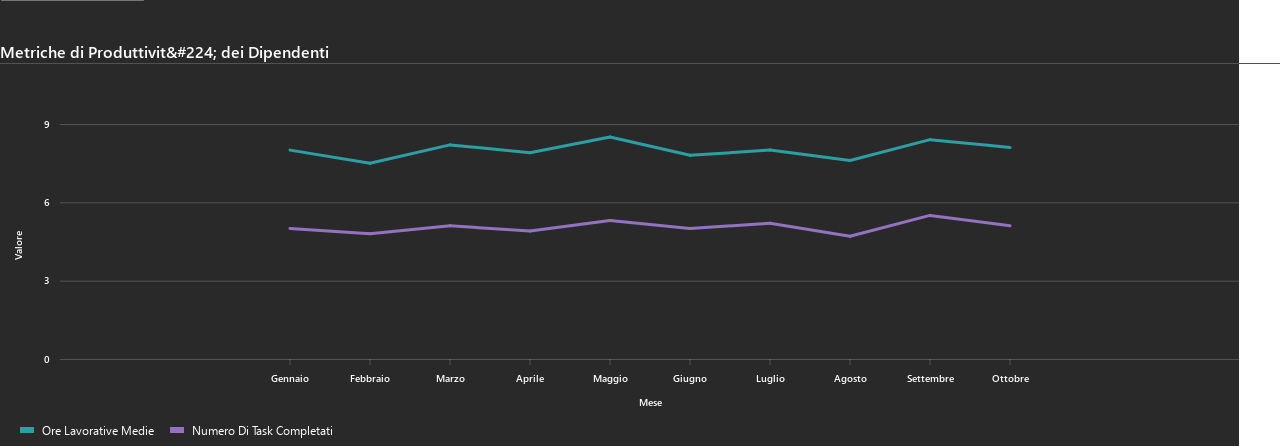 Metriche di Produttivit&#224; dei Dipendenti
9
6
3
0
Valore
Gennaio Febbraio Marzo Aprile Maggio Giugno Luglio Agosto Settembre Ottobre
Mese
Ore Lavorative Medie Numero Di Task Completati